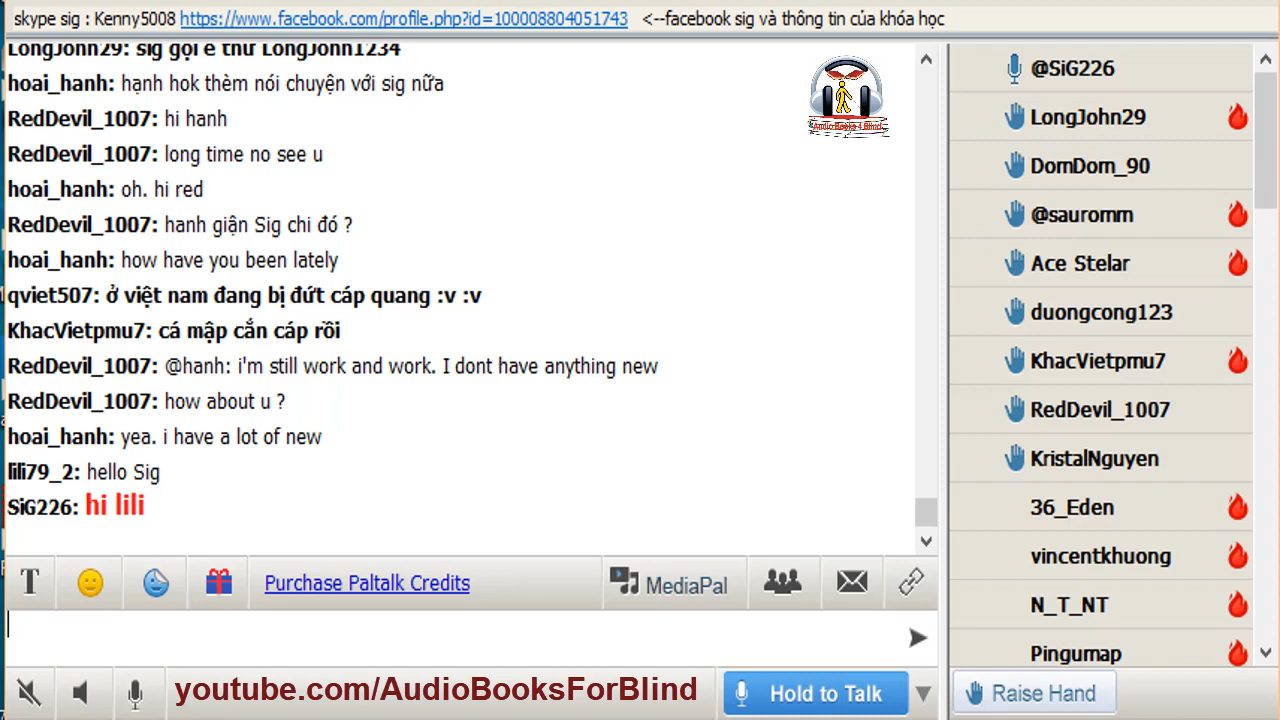 skype sig : Kenny5008 https://www.facebook.com/profile.php?id=100008804051743 <--facebook sig và thông tin của khóa học
LongJohn29: sig gọi e thử LongJohn1234
hoai_hanh: hạnh hok thèm nói chuyện với sig nữa
RedDevil_1007: hi hanh
RedDevil_1007: long time no see u
hoai_hanh: oh. hi red
RedDevil_1007: hanh giận Sig chi đó ?
hoai_hanh: how have you been lately
qviet507: ở việt nam đang bị đứt cáp quang :v :v
KhacVietpmu7: cá mập cắn cáp rồi
RedDevil_1007: @hanh: i'm still work and work. I dont have anything new
RedDevil_1007: how about u ?
hoai_hanh: yea. i have a lot of new
lili79_2: hello Sig
SiG226: hi lili
Audio Books 4 Blind
@SiG226
LongJohn29
DomDom_90
@sauromm
Ace Stelar
duongcong123
KhacVietpmu7
RedDevil_1007
KristalNguyen
36_Eden
vincentkhuong
N_T_NT
Pingumap
T
Purchase Paltalk Credits
MediaPal
youtube.com/AudioBooksForBlind
Hold to Talk
Raise Hand